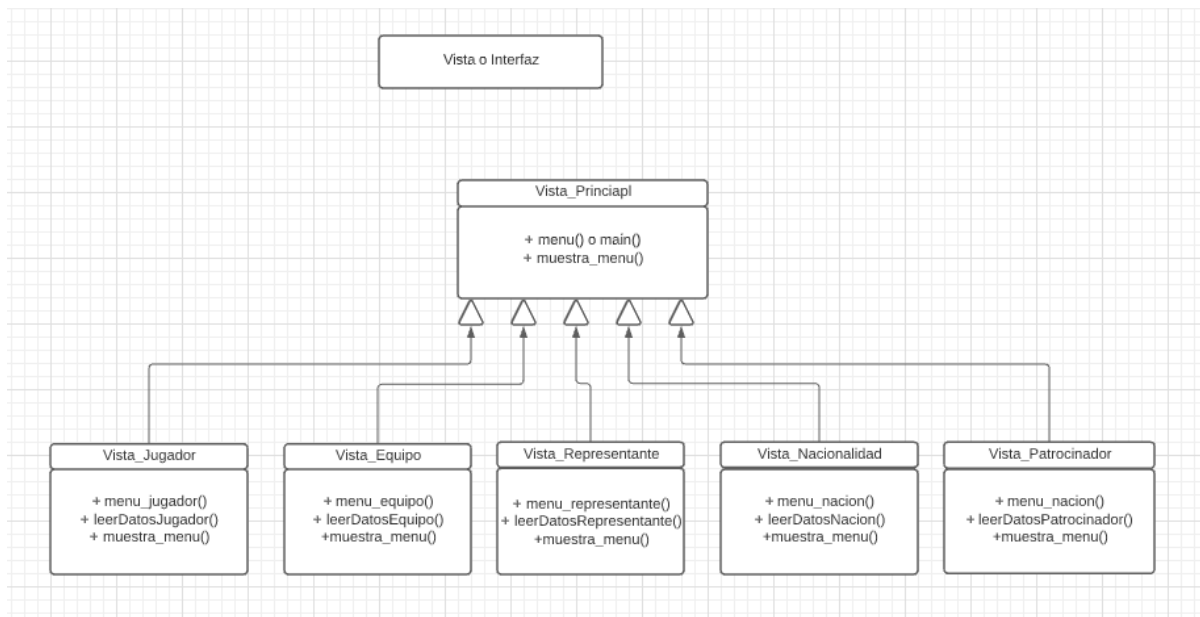 Vista o Interfaz
Vista_Princiapl
+ menu() o main()
+ muestra_menu()
Vista_Jugador
+ menu_jugador()
+ leerDatosJugador()
+ muestra_menu()
Vista_Equipo
+ menu_equipo()
+ leerDatosEquipo()
+muestra_menu()
Vista_Representante
+ menu_representante()
+ leerDatosRepresentante()
+muestra_menu()
Vista_Nacionalidad
+ menu_nacion()
+ leerDatosNacion()
+muestra_menu()
Vista_Patrocinador
+ menu_nacion()
+ leerDatosPatrocinador()
+muestra_menu()